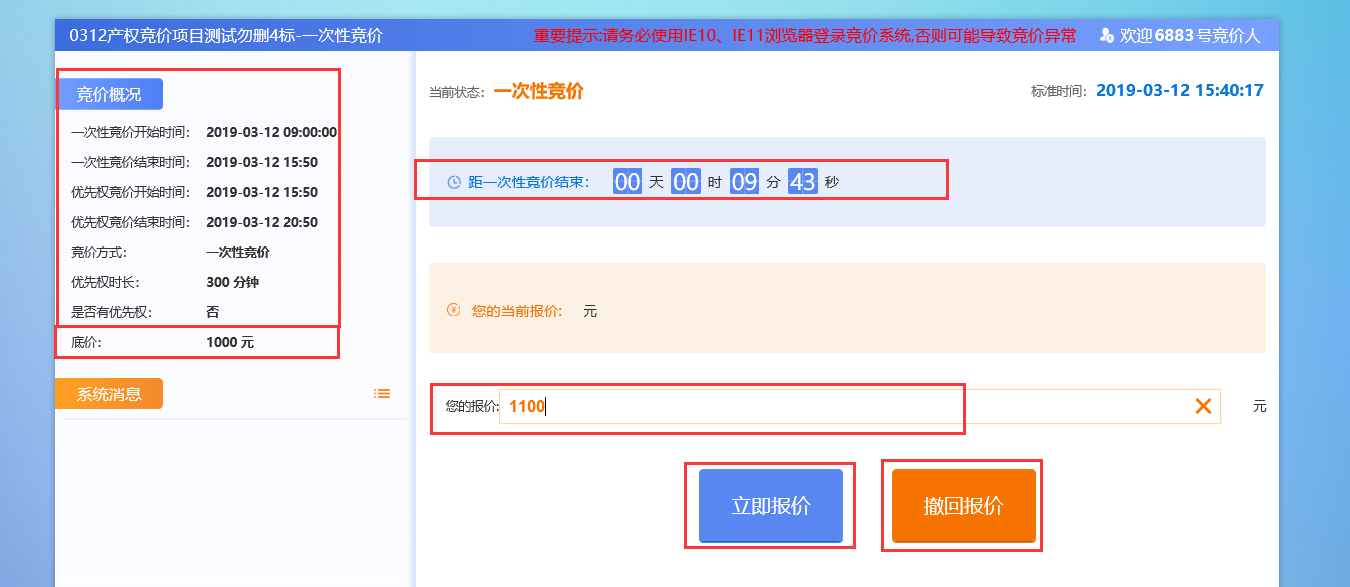 0312产权竞价项目测试勿删4标-一次性竞价
重要提示:请务必使用IE10、IE11浏览器登录竞价系统,否则可能导致竞价异常
欢迎6883号竞价人
竞价概况
一次性竞价开始时间： 2019-03-12 09:00:00
一次性竞价结束时间： 2019-03-12 15:50
优先权竞价开始时间： 2019-03-12 15:50
优先权竞价结束时间： 2019-03-12 20:50
竞价方式： 一次性竞价
优先权时长： 300 分钟
是否有优先权： 否
底价： 1000 元
系统消息
当前状态： 一次性竞价
标准时间： 2019-03-12 15:40:17
距一次性竞价结束： 00 天 00 时 09 分 43 秒
您的当前报价： 元
您的报价: 1100 元
立即报价
撤回报价